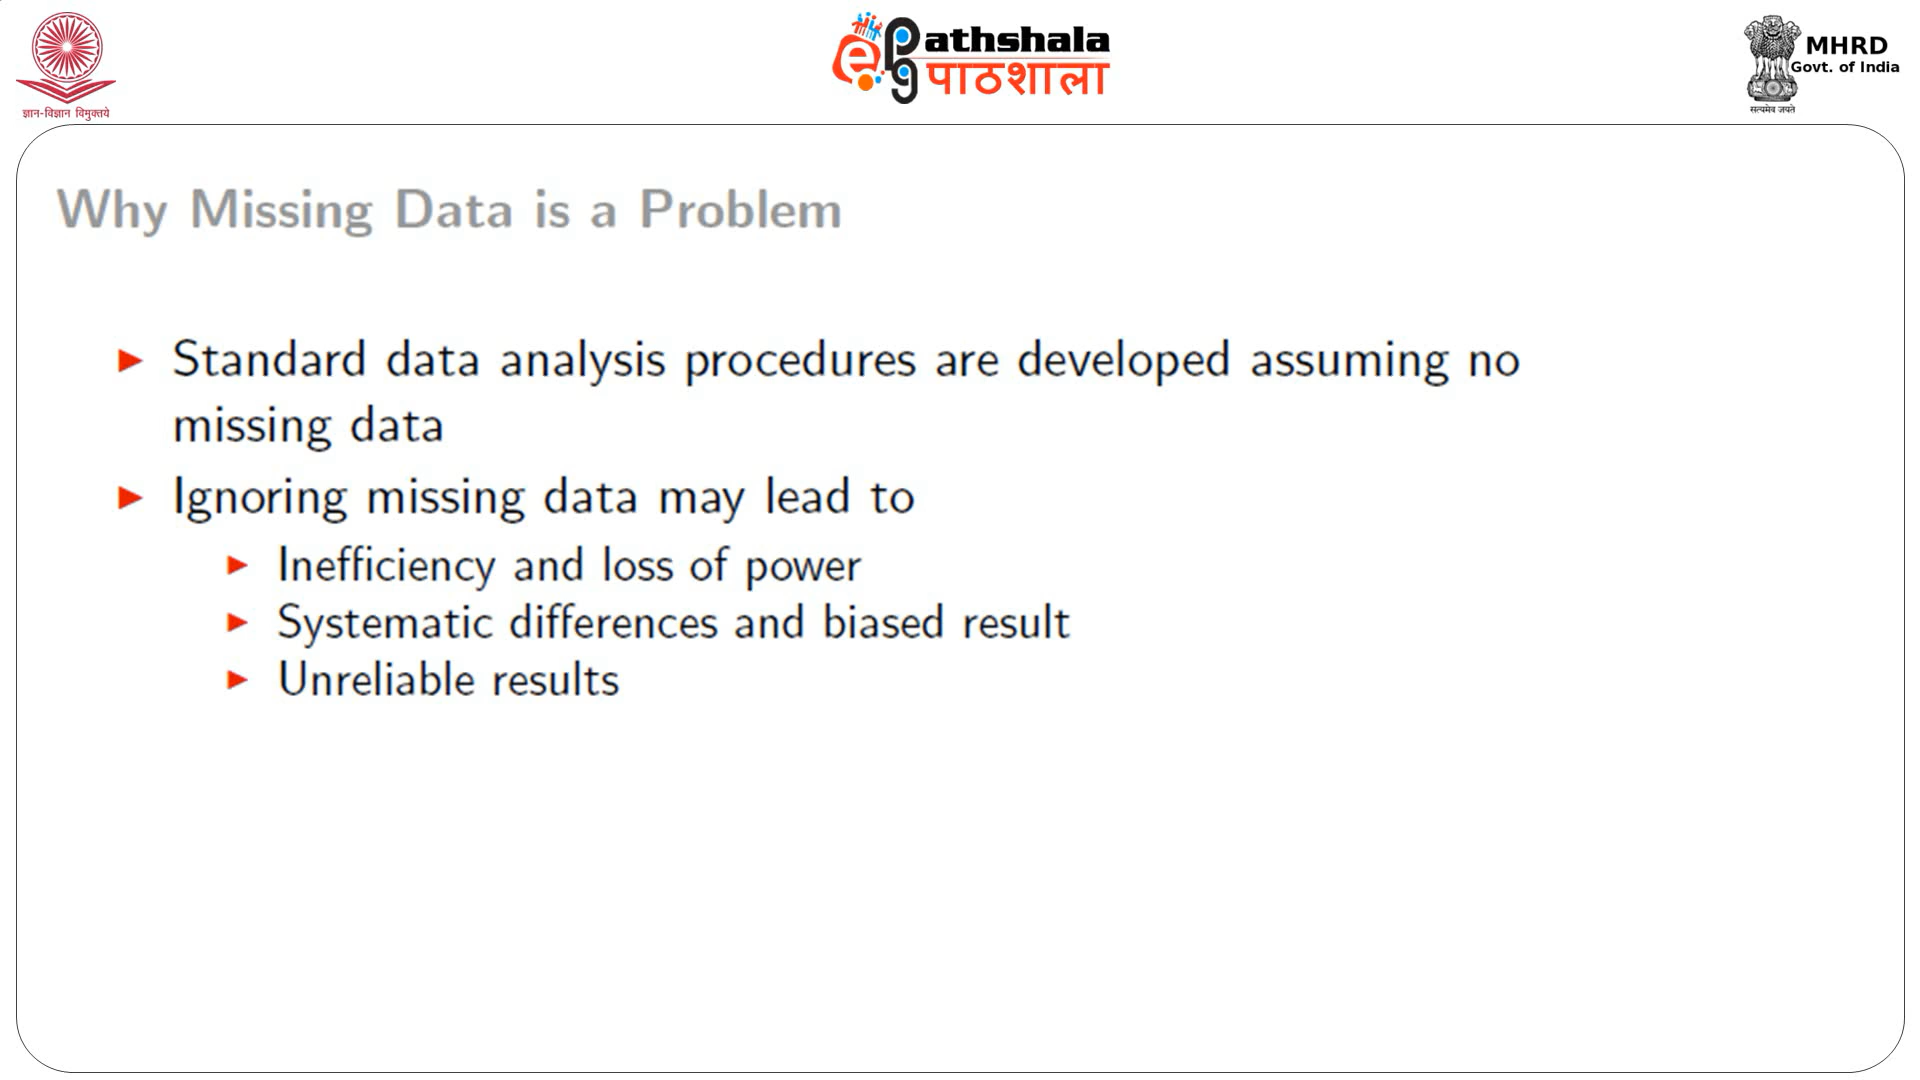 ज्ञान-विज्ञान विमुक्तये
ePathshala
पाठशाला
MHRD
Govt. of India
सत्यमेव जयते
Why Missing Data is a Problem
► Standard data analysis procedures are developed assuming no
missing data
► Ignoring missing data may lead to
► Inefficiency and loss of power
► Systematic differences and biased result
► Unreliable results